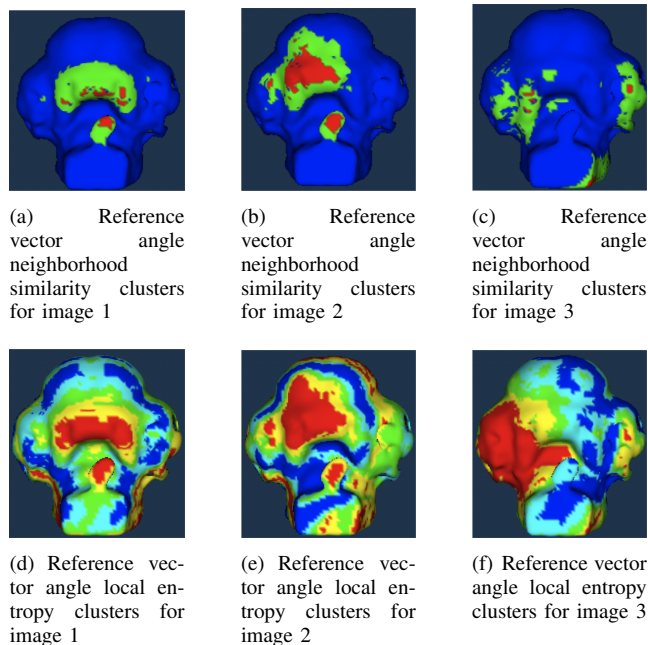 (a) Reference
vector angle
neighborhood
similarity clusters
for image 1
(b) Reference
vector angle
neighborhood
similarity clusters
for image 2
(c) Reference
vector angle
neighborhood
similarity clusters
for image 3
(d) Reference vec-
tor angle local en-
tropy clusters for
image 1
(e) Reference vec-
tor angle local en-
tropy clusters for
image 2
(f) Reference vector
angle local entropy
clusters for image 3